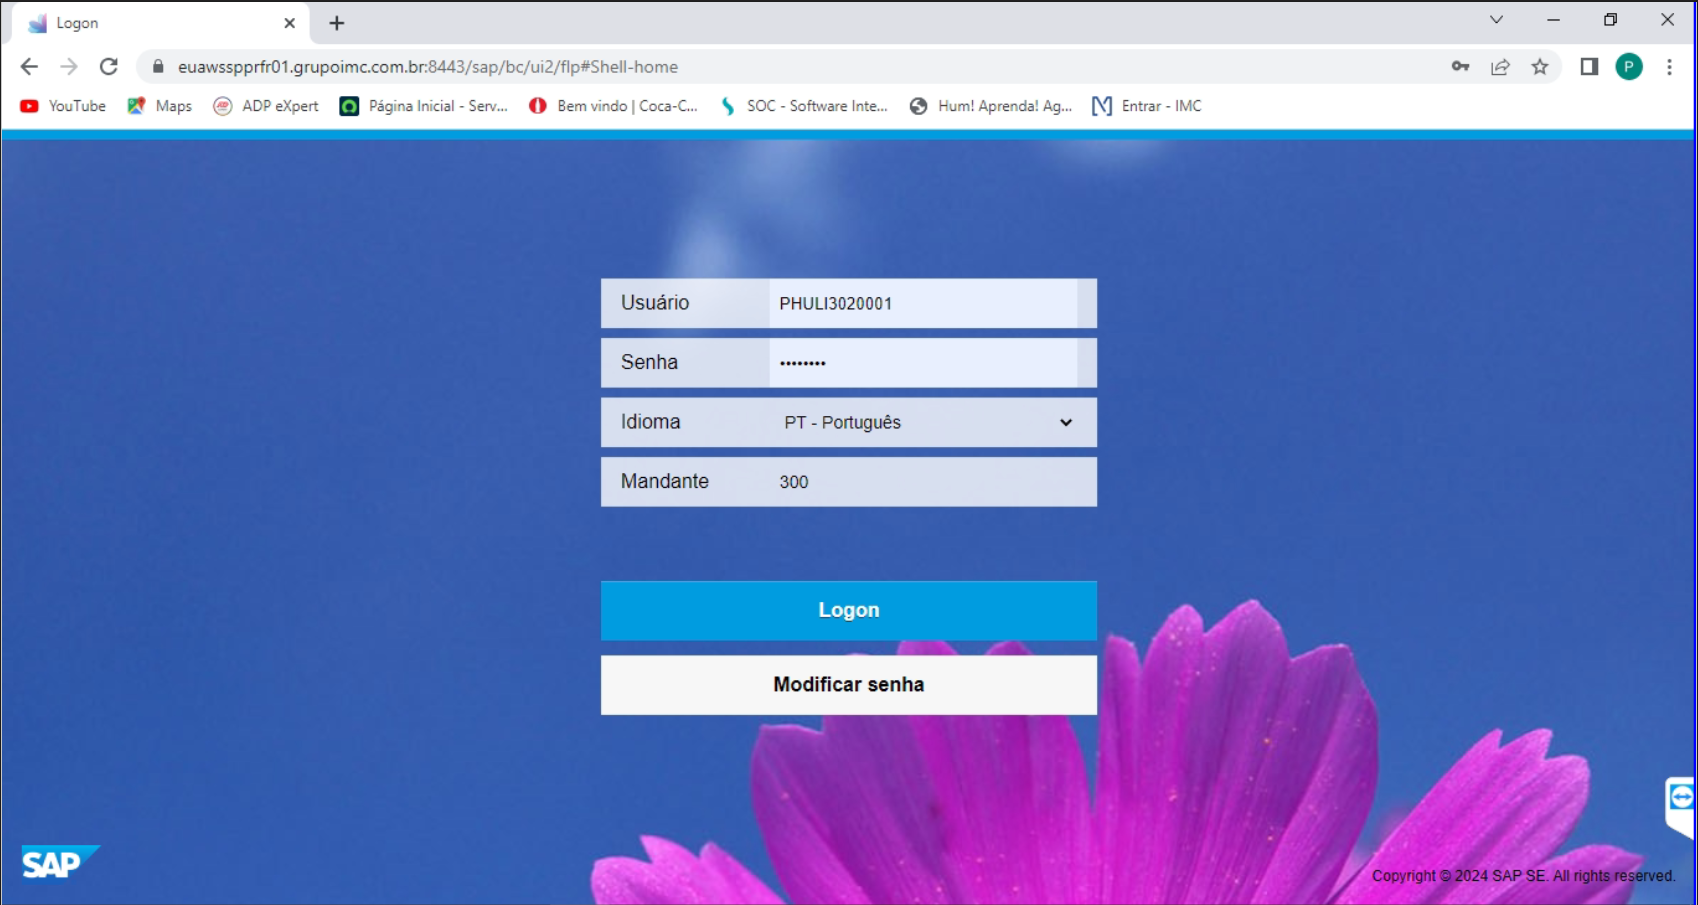 Logon
euawsspprfr01.grupoimc.com.br:8443/sap/bc/ui2/flp#Shell-home
P
YouTube Maps ADP eXpert Página Inicial - Serv... Bem vindo | Coca-C... SOC - Software Inte... Hum! Aprenda! Ag... Entrar - IMC
Usuário PHULI3020001
Senha ••••••••
Idioma PT - Português
Mandante 300
Logon
Modificar senha
SAP
Copyright © 2024 SAP SE. All rights reserved.